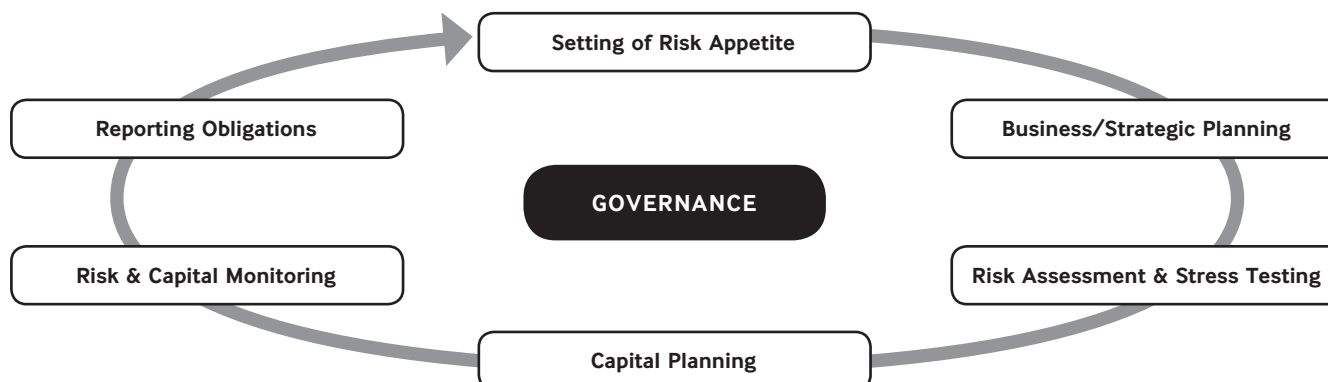 Setting of Risk Appetite
Reporting Obligations
Business/Strategic Planning
GOVERNANCE
Risk & Capital Monitoring
Risk Assessment & Stress Testing
Capital Planning